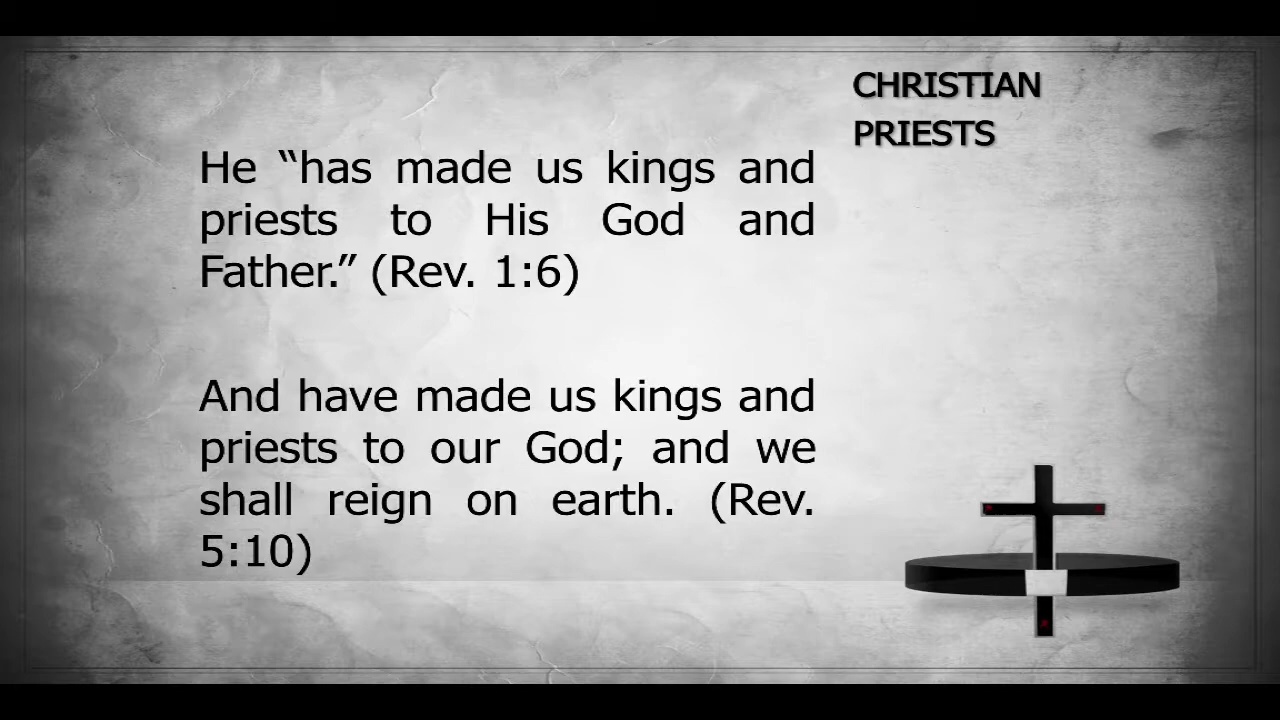 CHRISTIAN
PRIESTS
He “has made us kings and
priests to His God and
Father.” (Rev. 1:6)
And have made us kings and
priests to our God; and we
shall reign on earth. (Rev.
5:10)